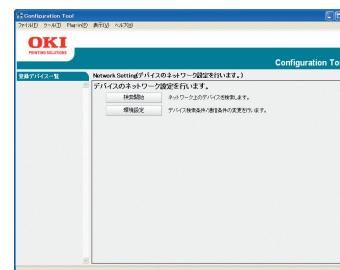 Configuration Tool
ファイル(F) ツール(T) Plug-in(P) 表示(V) ヘルプ(H)
OKI
PRINTING SOLUTIONS
Configuration To
登録デバイス一覧
Network Setting(デバイスのネットワーク設定を行います。)
デバイスのネットワーク設定を行います。
検索開始 ネットワーク上のデバイスを検索します。
環境設定 デバイス検索条件/通信条件の変更を行います。